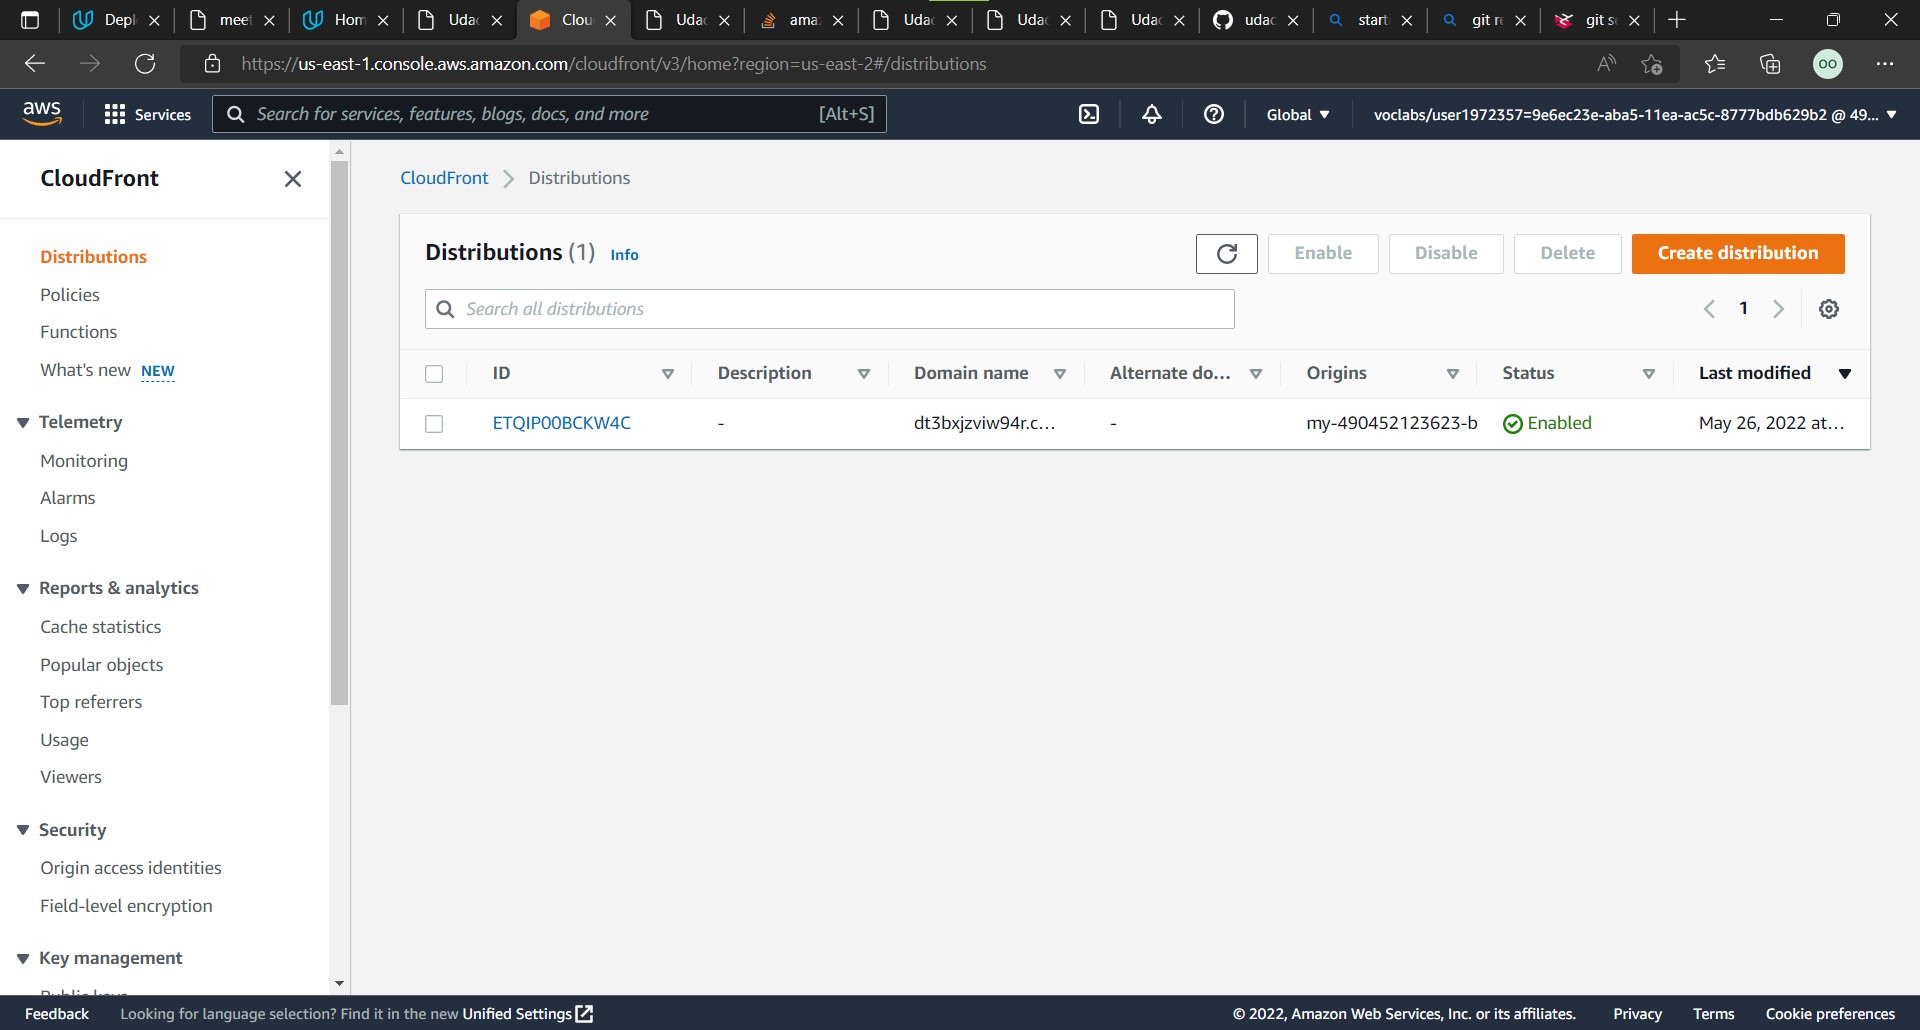 Depl
meet
Hom
Udac
Clou
Udac
ama
Udac
Udac
Udac
udac
starti
git re
git se
https://us-east-1.console.aws.amazon.com/cloudfront/v3/home?region=us-east-2#/distributions
OO
aws
Services
Search for services, features, blogs, docs, and more
[Alt+S]
Global
voclabs/user1972357=9e6ec23e-aba5-11ea-ac5c-8777bdb629b2 @ 49...
CloudFront
Distributions
Policies
Functions
What's new NEW
Telemetry
Monitoring
Alarms
Logs
Reports & analytics
Cache statistics
Popular objects
Top referrers
Usage
Viewers
Security
Origin access identities
Field-level encryption
Key management
Public keys
CloudFront
Distributions
Distributions (1) Info
Enable
Disable
Delete
Create distribution
Search all distributions
1
ID Description Domain name Alternate do... Origins Status Last modified
ETQIP00BCKW4C - dt3bxjzviw94r.c... - my-490452123623-b Enabled May 26, 2022 at...
Feedback Looking for language selection? Find it in the new Unified Settings
© 2022, Amazon Web Services, Inc. or its affiliates. Privacy Terms Cookie preferences